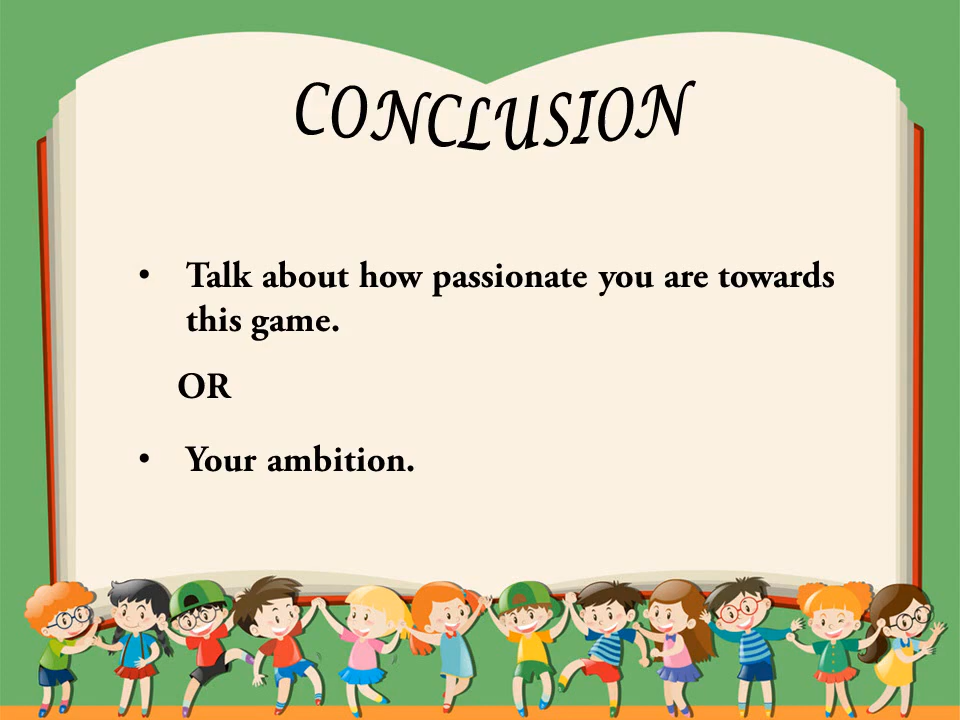 CONCLUSION
• Talk about how passionate you are towards
this game.
OR
• Your ambition.